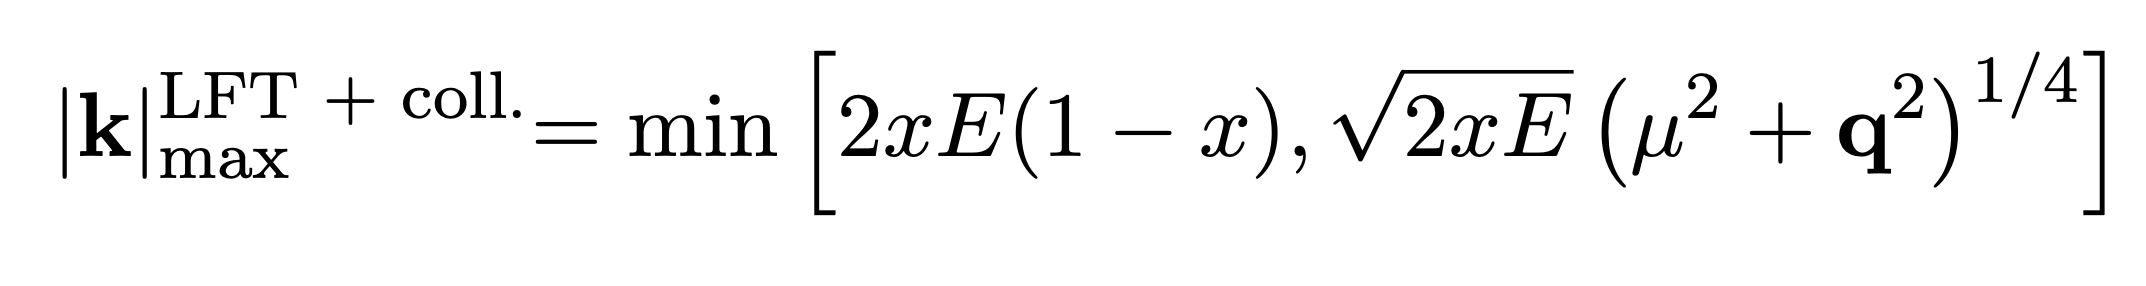 |𝐤|_max^{LFT + coll.} = min [2xE(1 − x), √(2xE) (μ² + 𝐪²)^{1/4}]